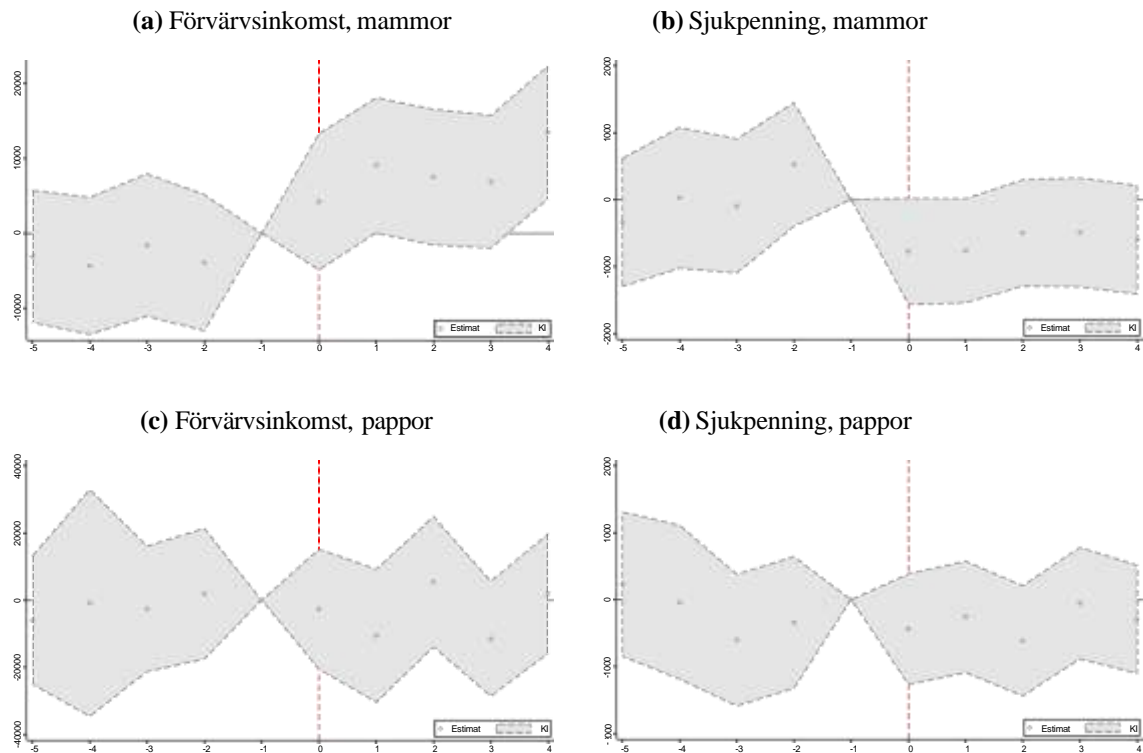 (a) Förvärvsinkomst, mammor
(b) Sjukpenning, mammor
20000
10000
0
-10000
Estimat KI
-5 -4 -3 -2 -1 0 1 2 3 4
2000
1000
0
-1000
-2000
Estimat KI
-5 -4 -3 -2 -1 0 1 2 3 4
(c) Förvärvsinkomst, pappor
(d) Sjukpenning, pappor
40000
20000
0
-20000
-40000
Estimat KI
-5 -4 -3 -2 -1 0 1 2 3 4
2000
200
0
-1000
Estimat KI
-5 -4 -3 -2 -1 0 1 2 3 4